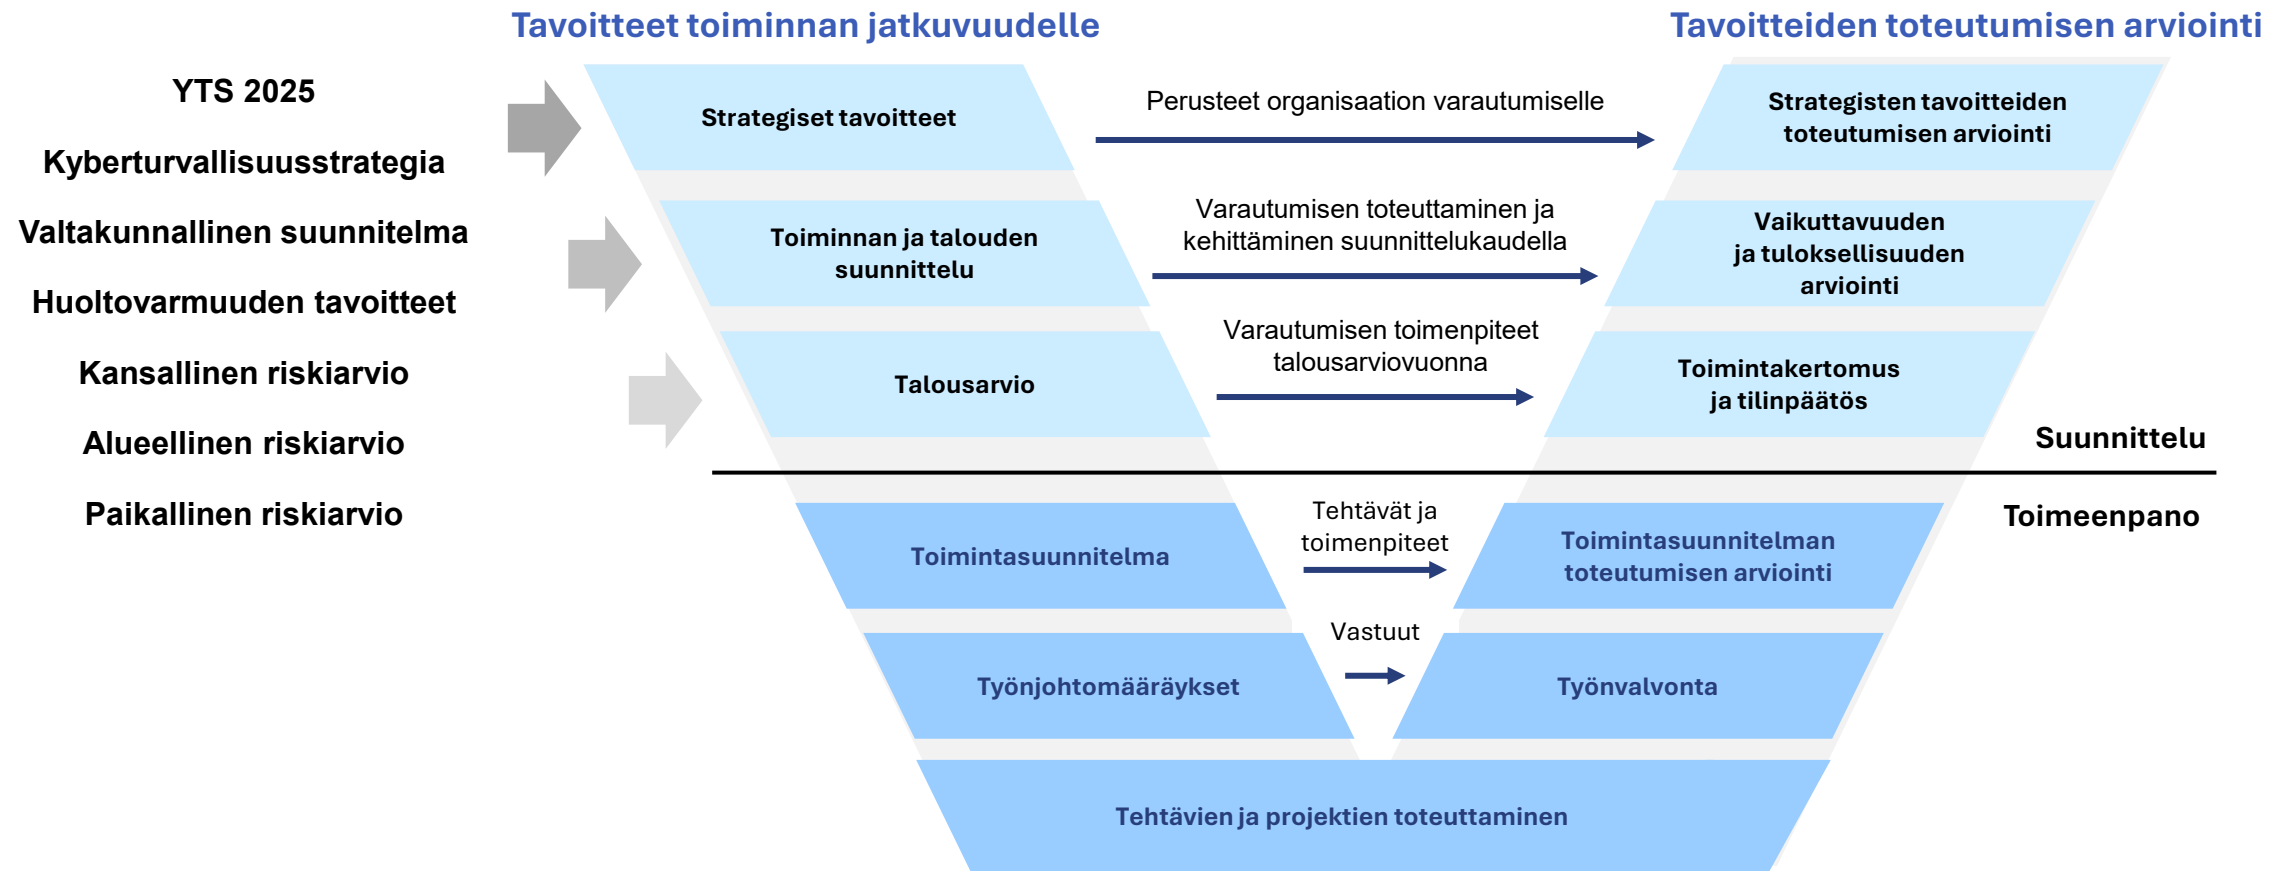 Tavoitteet toiminnan jatkuvuudelle
Tavoitteiden toteutumisen arviointi
YTS 2025
Kyberturvallisuusstrategia
Valtakunnallinen suunnitelma
Huoltovarmuuden tavoitteet
Kansallinen riskiarvio
Alueellinen riskiarvio
Paikallinen riskiarvio
Strategiset tavoitteet
Perusteet organisaation varautumiselle
Strategisten tavoitteiden
toteutumisen arviointi
Toiminnan ja talouden
suunnittelu
Varautumisen toteuttaminen ja
kehittäminen suunnittelukaudella
Vaikuttavuuden
ja tuloksellisuuden
arviointi
Talousarvio
Varautumisen toimenpiteet
talousarviovuonna
Toimintakertomus
ja tilinpäätös
Suunnittelu
Toimeenpano
Toimintasuunnitelma
Tehtävät ja
toimenpiteet
Toimintasuunnitelman
toteutumisen arviointi
Työnjohtomääräykset
Vastuut
Työnvalvonta
Tehtävien ja projektien toteuttaminen